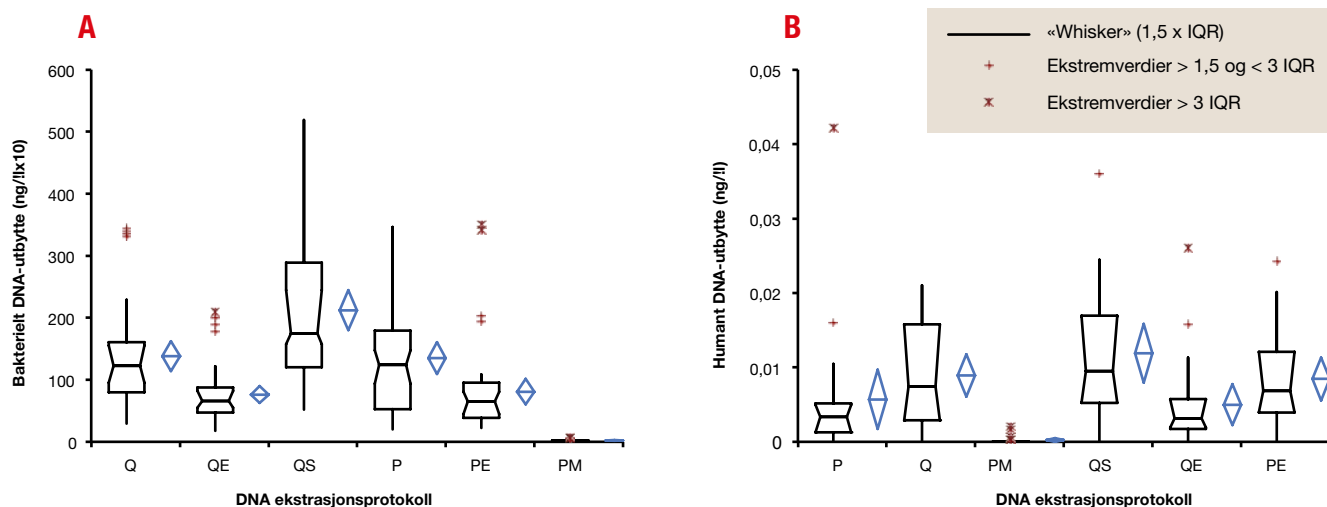 A
Bakterielt DNA-utbytte (ng/!lx10)
600
500
400
300
200
100
0
Q QE QS P PE PM
DNA ekstrasjonsprotokoll
B
«Whisker» (1,5 x IQR)
Ekstremverdier > 1,5 og < 3 IQR
Ekstremverdier > 3 IQR
Humant DNA-utbytte (ng/!l)
0,05
0,04
0,03
0,02
0,01
0
P Q PM QS QE PE
DNA ekstrasjonsprotokoll